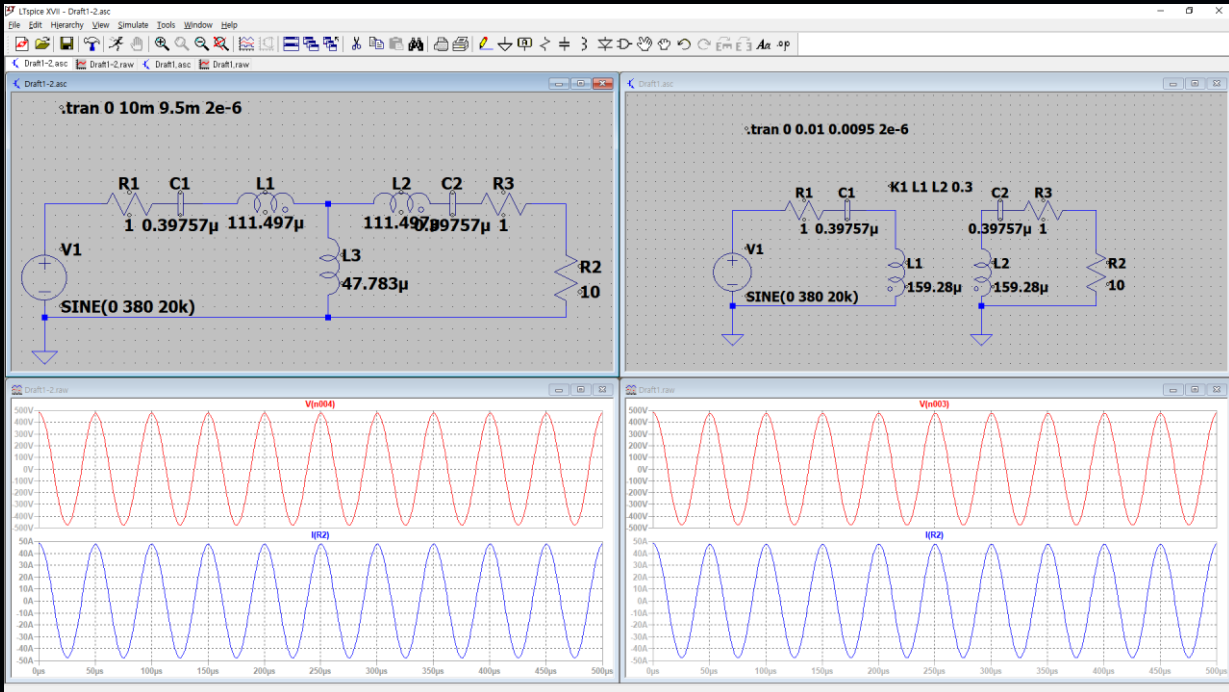 LTspice XVII - Draft1-2.asc
File Edit Hierarchy View Simulate Tools Window Help
Draft1-2.asc Draft1-2.raw Draft1.asc Draft1.raw
Draft1-2.asc
.tran 0 10m 9.5m 2e-6
R1 C1 L1 L2 C2 R3
1 0.39757µ 111.497µ 111.497µ 0.39757µ 1
V1
L3
R2
47.783µ
10
SINE(0 380 20k)
Draft1.asc
.tran 0 0.01 0.0095 2e-6
K1 L1 L2 0.3
R1 C1 C2 R3
1 0.39757µ 0.39757µ 1
V1
L1 L2 R2
159.28µ 159.28µ 10
SINE(0 380 20k)
Draft1-2.raw
V(n004)
500V
400V
300V
200V
100V
0V
-100V
-200V
-300V
-400V
-500V
I(R2)
50A
40A
30A
20A
10A
0A
-10A
-20A
-30A
-40A
-50A
0µs 50µs 100µs 150µs 200µs 250µs 300µs 350µs 400µs 450µs 500µs
Draft1.raw
V(n003)
500V
400V
300V
200V
100V
0V
-100V
-200V
-300V
-400V
-500V
I(R2)
50A
40A
30A
20A
10A
0A
-10A
-20A
-30A
-40A
-50A
0µs 50µs 100µs 150µs 200µs 250µs 300µs 350µs 400µs 450µs 500µs